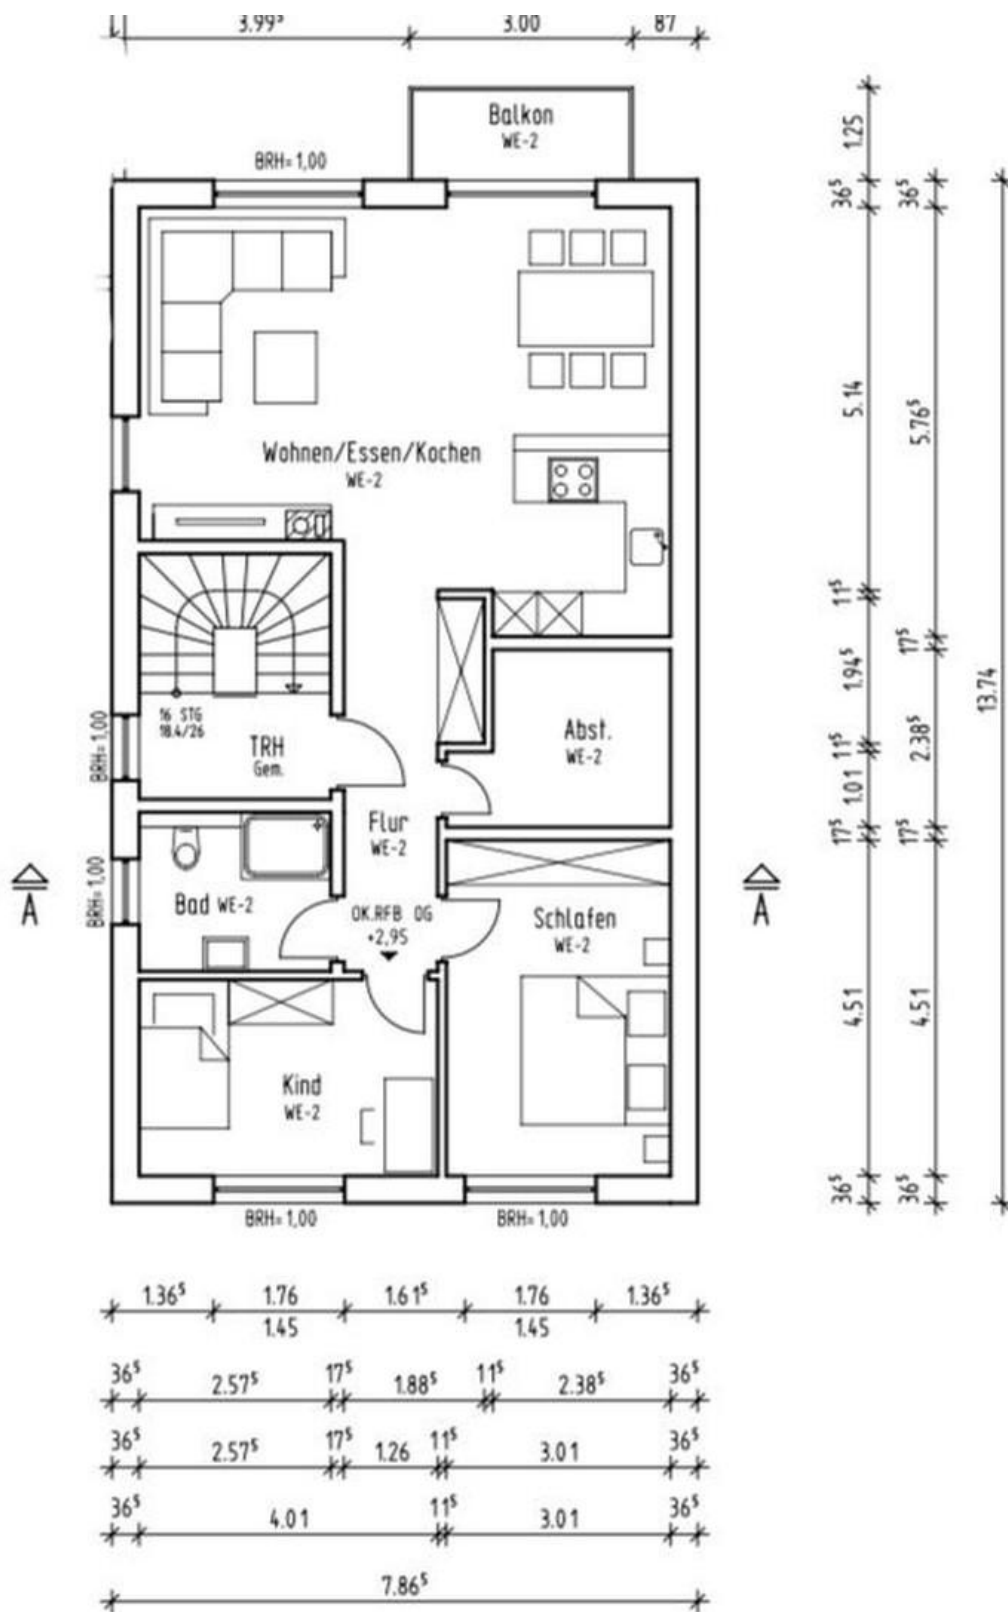 3.99⁵ 3.00 87
Balkon
WE-2
1.25
BRH= 1,00
36⁵ 36⁵
5.14
5.76⁵
Wohnen/Essen/Kochen
WE-2
11⁵
17⁵
1.94⁵
13.74
16 STG
18.4/26
BRH= 1,00
TRH
Gem.
Abst.
WE-2
2.38⁵
11⁵
1.01
Flur
WE-2
17⁵ 17⁵
A
BRH= 1,00
Bad WE-2
OK.RFB OG
+2,95
Schlafen
WE-2
A
4.51 4.51
Kind
WE-2
36⁵ 36⁵
BRH= 1,00 BRH= 1,00
1.36⁵ 1.76 1.61⁵ 1.76 1.36⁵
1.45 1.45
36⁵ 2.57⁵ 17⁵ 1.88⁵ 11⁵ 2.38⁵ 36⁵
36⁵ 2.57⁵ 17⁵ 1.26 11⁵ 3.01 36⁵
36⁵ 4.01 11⁵ 3.01 36⁵
7.86⁵